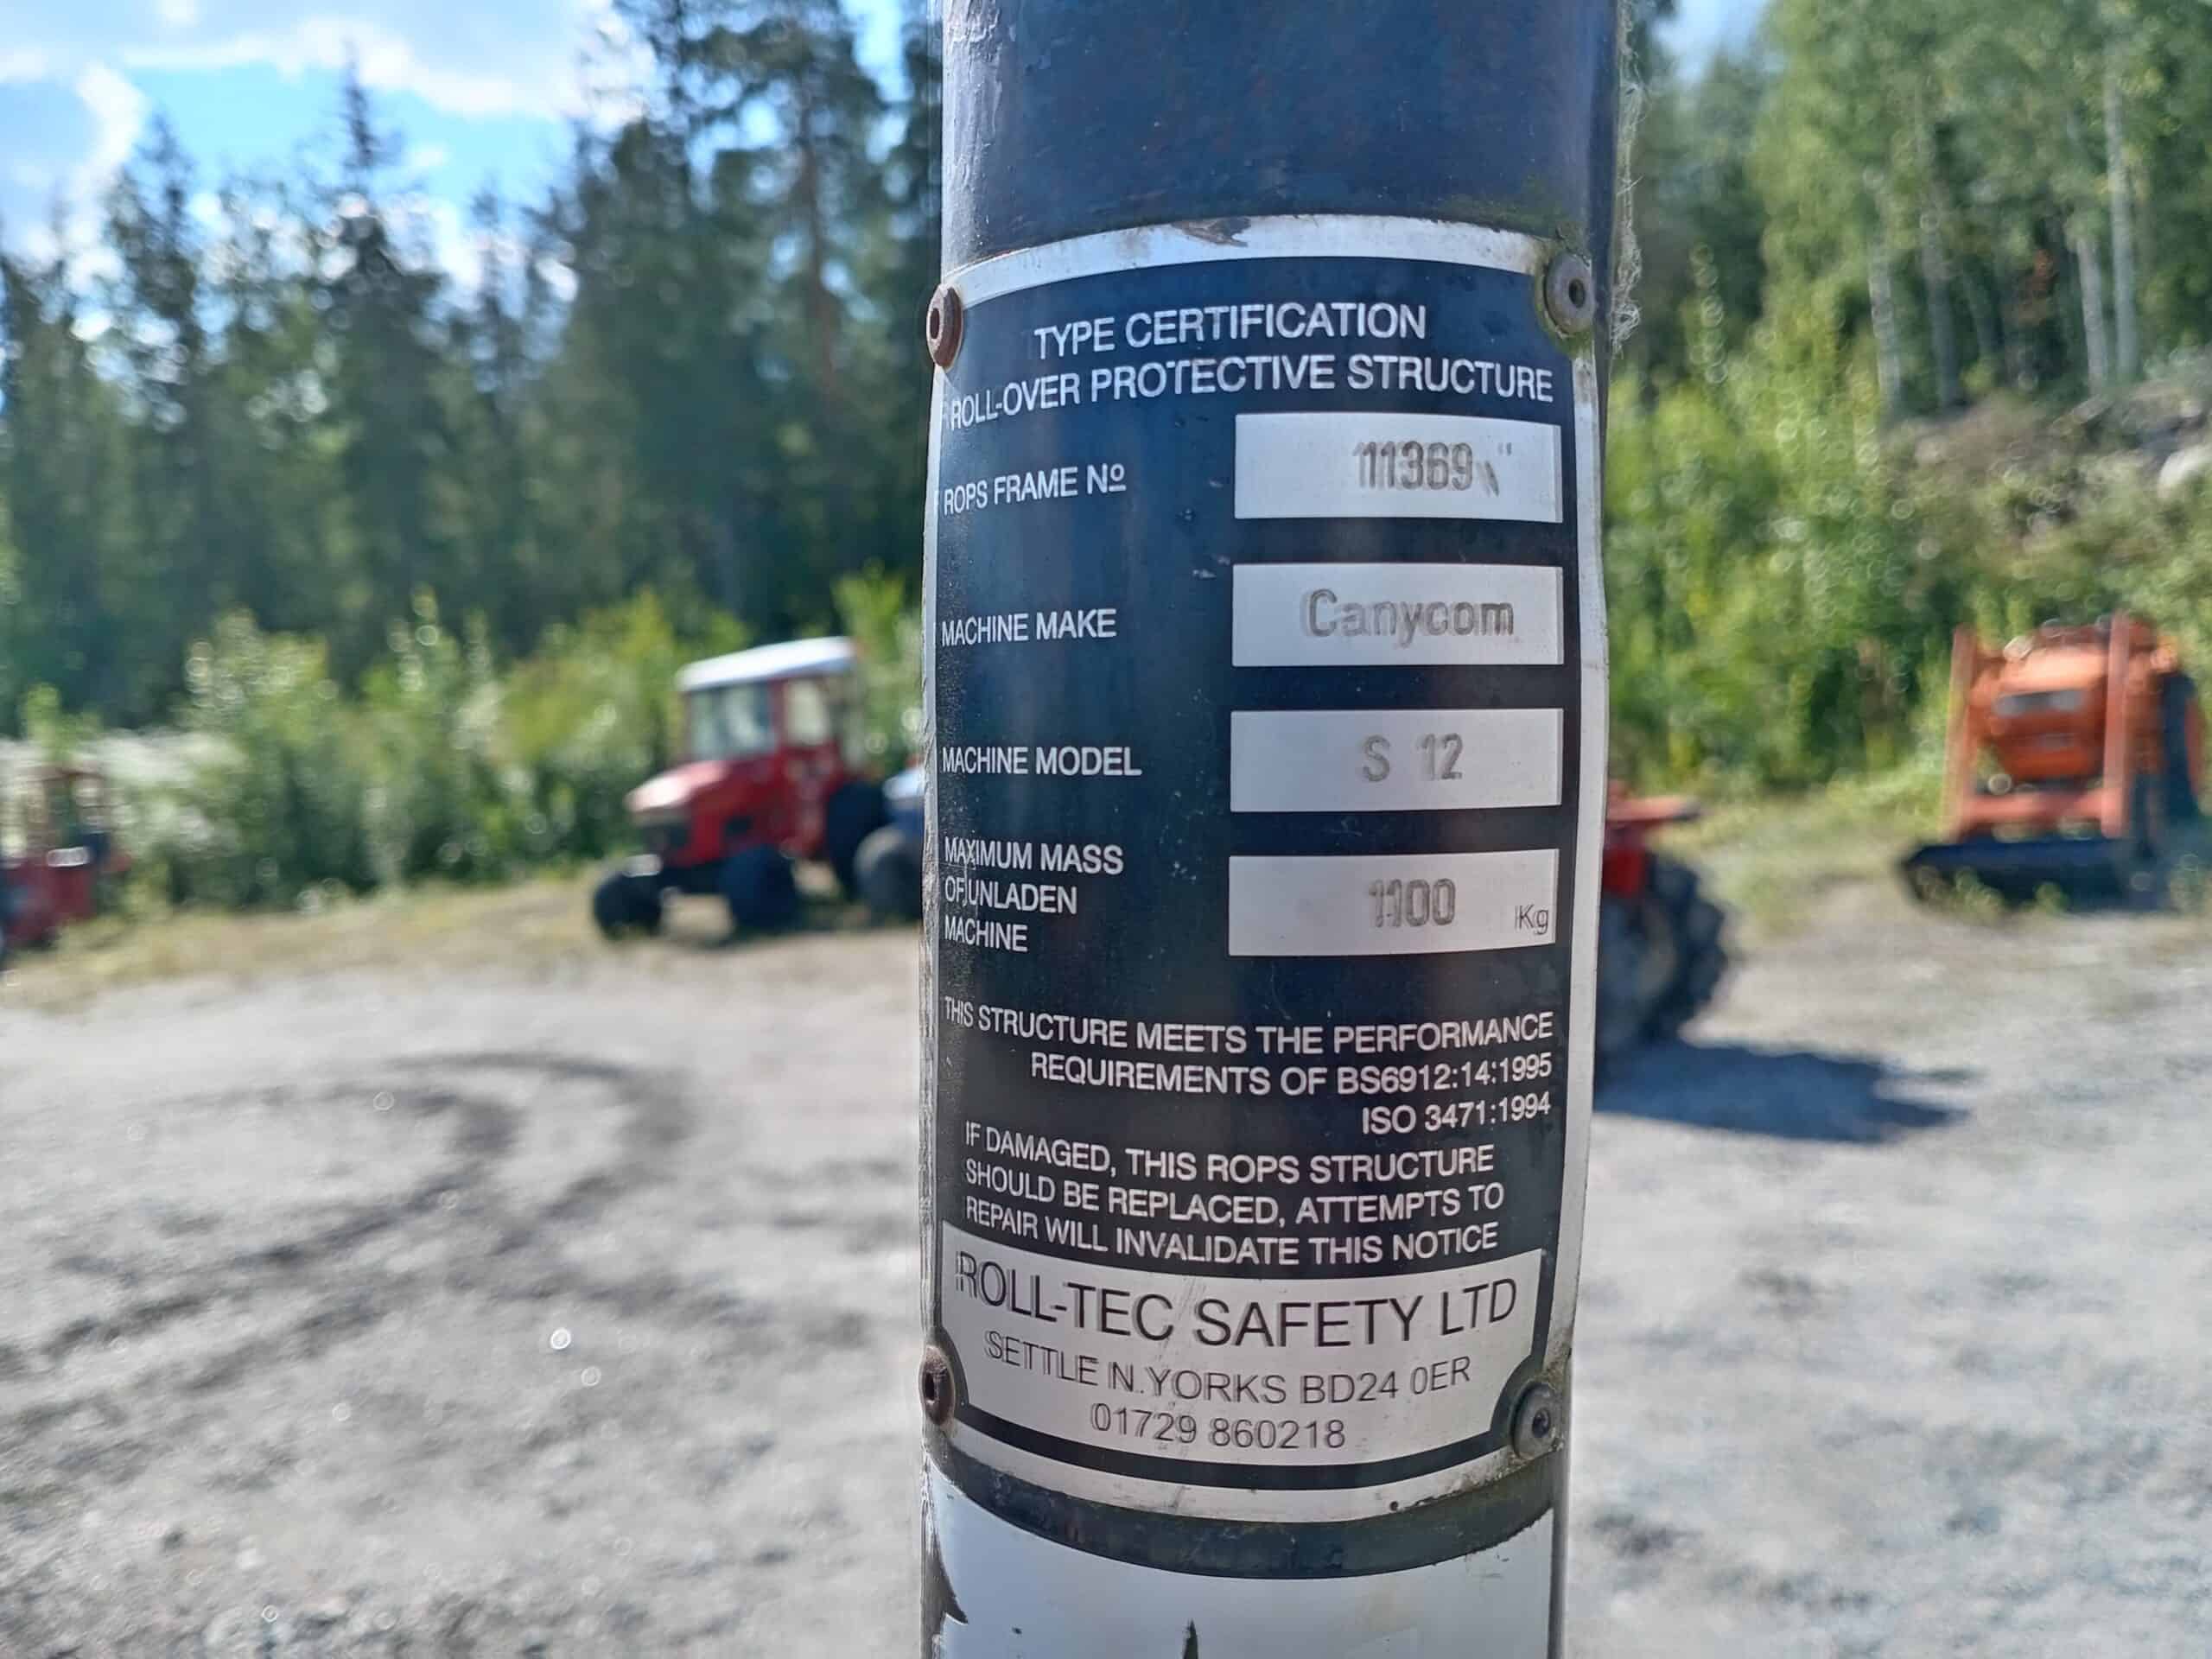 TYPE CERTIFICATION
ROLL-OVER PROTECTIVE STRUCTURE
ROPS FRAME Nº 11369
MACHINE MAKE Canycom
MACHINE MODEL S 12
MAXIMUM MASS
OF UNLADEN
MACHINE
1100 Kg
THIS STRUCTURE MEETS THE PERFORMANCE
REQUIREMENTS OF BS6912:14:1995
ISO 3471:1994
IF DAMAGED, THIS ROPS STRUCTURE
SHOULD BE REPLACED, ATTEMPTS TO
REPAIR WILL INVALIDATE THIS NOTICE
ROLL-TEC SAFETY LTD
SETTLE N.YORKS BD24 0ER
01729 860218